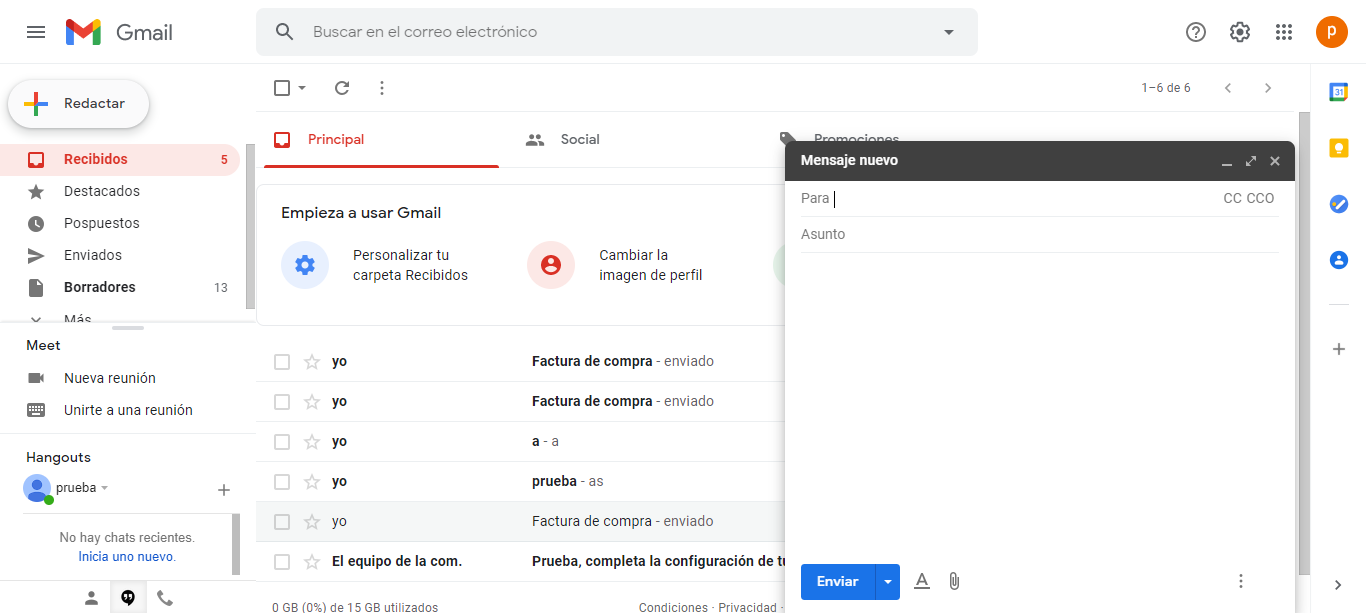 Gmail
Buscar en el correo electrónico
p
Redactar
1–6 de 6
31
Recibidos 5
Destacados
Pospuestos
Enviados
Borradores 13
Más
Meet
Nueva reunión
Unirte a una reunión
Hangouts
prueba
No hay chats recientes.
Inicia uno nuevo.
Principal
Social
Promociones
Empieza a usar Gmail
Personalizar tu
carpeta Recibidos
Cambiar la
imagen de perfil
yo Factura de compra - enviado
yo Factura de compra - enviado
yo a - a
yo prueba - as
yo Factura de compra - enviado
El equipo de la com. Prueba, completa la configuración de
0 GB (0%) de 15 GB utilizados
Condiciones · Privacidad ·
Mensaje nuevo
Para CC CCO
Asunto
Enviar
A